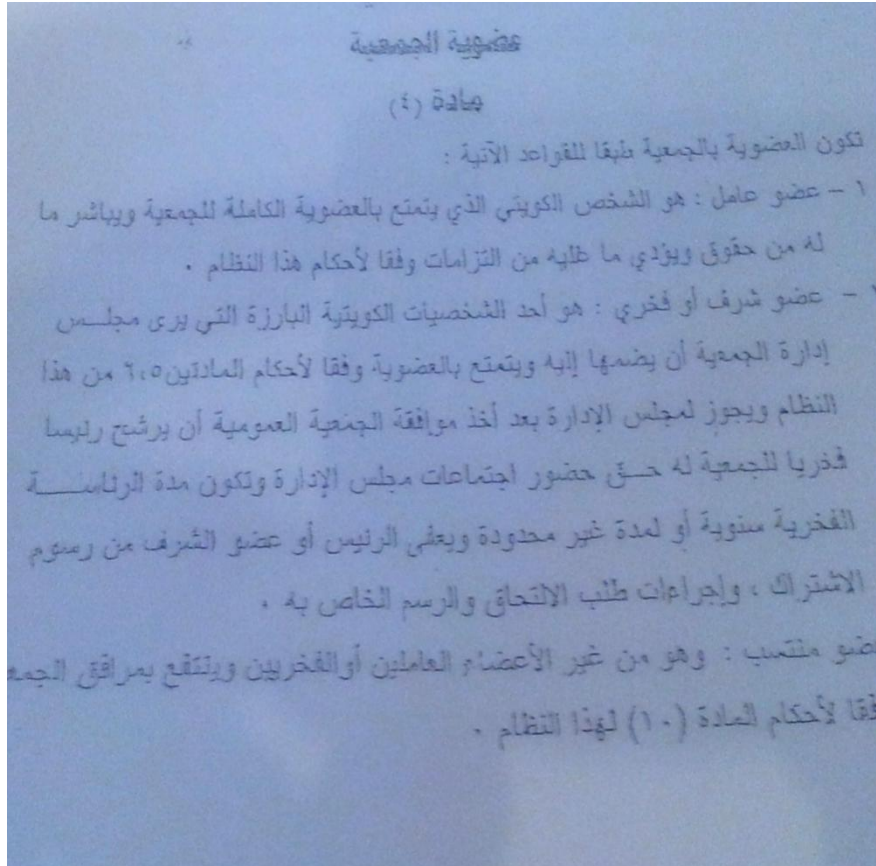 عضوية الجمعية
مادة (٤)
تكون العضوية بالجمعية طبقا للقواعد الآتية :
١ - عضو عامل : هو الشخص الكويتي الذي يتمتع بالعضوية الكاملة للجمعية ويباشر ما
له من حقوق ويؤدي ما عليه من التزامات وفقا لأحكام هذا النظام .
- عضو شرف أو فخري : هو أحد الشخصيات الكويتية البارزة التي يرى مجلس
إدارة الجمعية أن يضمها إليه ويتمتع بالعضوية وفقا لأحكام المادتين ٦،٥ من هذا
النظام ويجوز لمجلس الإدارة بعد أخذ موافقة الجمعية العمومية أن يرشح رئيسا
فخريا للجمعية له حق حضور اجتماعات مجلس الإدارة وتكون مدة الرئاسة
الفخرية سنوية أو لمدة غير محدودة ويعفى الرئيس أو عضو الشرف من رسوم
الاشتراك ، وإجراءات طلب الالتحاق والرسم الخاص به .
ضو منتسب : وهو من غير الأعضاء العاملين أوالفخريين وينتفع بمرافق الجمع
فقا لأحكام المادة (١٠) لهذا النظام .